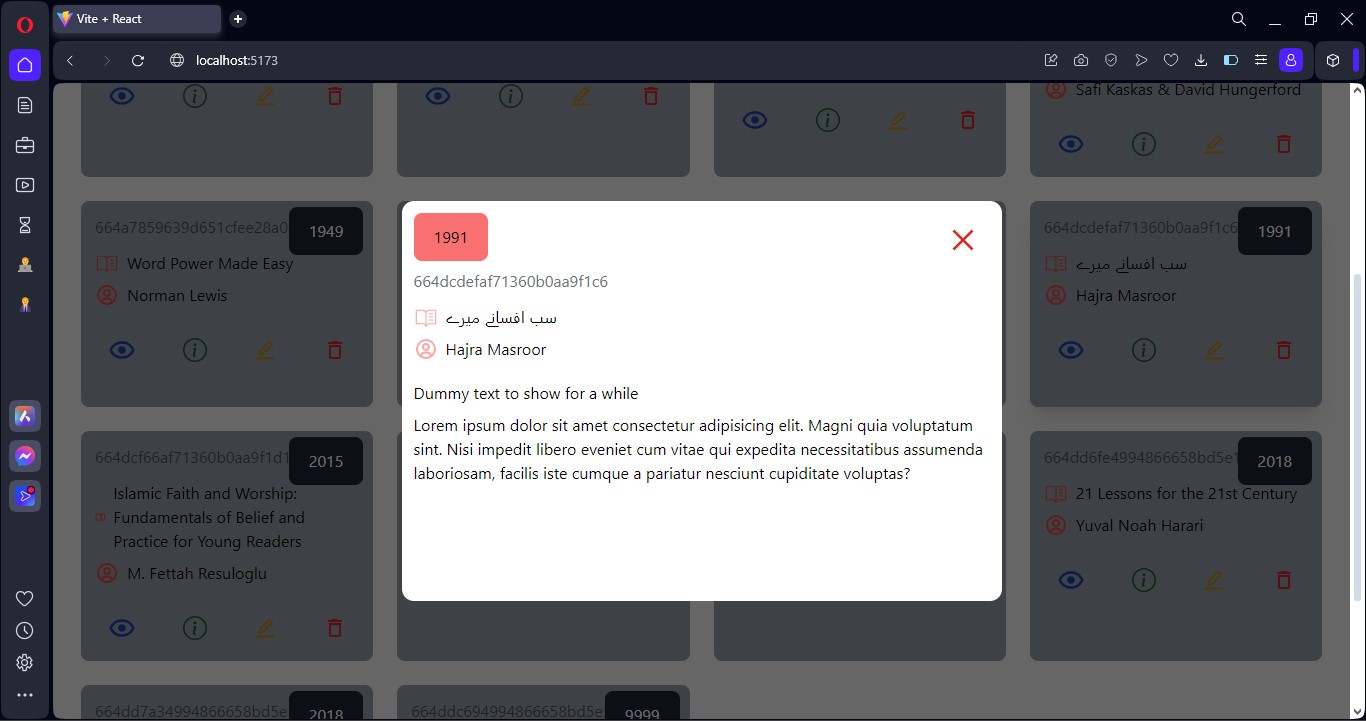 Vite + React
localhost:5173
Safi Kaskas & David Hungerford
664a7859639d651cfee28a0
1949
Word Power Made Easy
Norman Lewis
1991
664dcdefaf71360b0aa9f1c6
سب افسانے میرے
Hajra Masroor
Dummy text to show for a while
Lorem ipsum dolor sit amet consectetur adipisicing elit. Magni quia voluptatum
sint. Nisi impedit libero eveniet cum vitae qui expedita necessitatibus assumenda
laboriosam, facilis iste cumque a pariatur nesciunt cupiditate voluptas?
664dcdefaf71360b0aa9f1c6
1991
سب افسانے میرے
Hajra Masroor
664dcf66af71360b0aa9f1d1
2015
Islamic Faith and Worship:
Fundamentals of Belief and
Practice for Young Readers
M. Fettah Resuloglu
664dd6fe4994866658bd5e1
2018
21 Lessons for the 21st Century
Yuval Noah Harari
664dd7a34994866658bd5e
2018
664ddc694994866658bd5e
9999